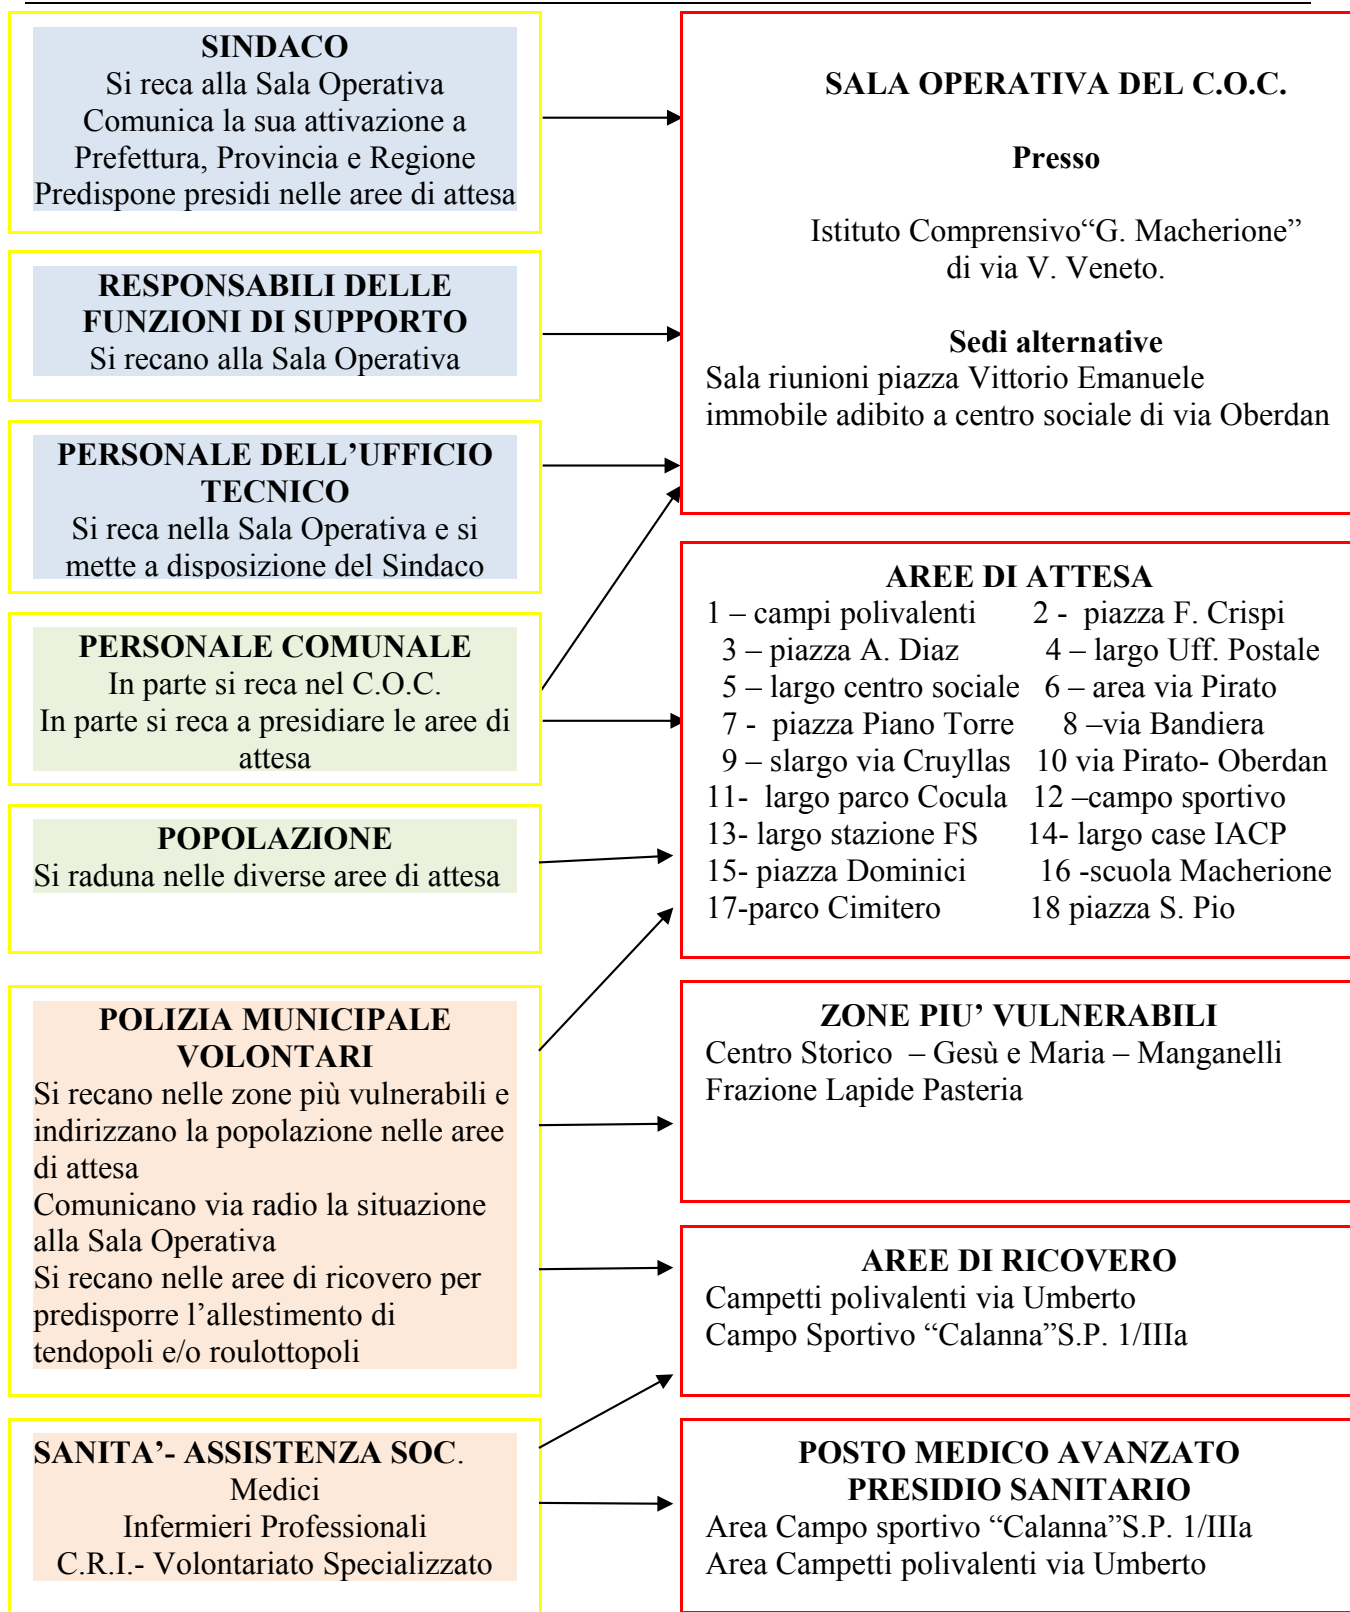 SINDACO
Si reca alla Sala Operativa
Comunica la sua attivazione a
Prefettura, Provincia e Regione
Predispone presidi nelle aree di attesa
RESPONSABILI DELLE
FUNZIONI DI SUPPORTO
Si recano alla Sala Operativa
PERSONALE DELL’UFFICIO
TECNICO
Si reca nella Sala Operativa e si
mette a disposizione del Sindaco
PERSONALE COMUNALE
In parte si reca nel C.O.C.
In parte si reca a presidiare le aree di
attesa
POPOLAZIONE
Si raduna nelle diverse aree di attesa
POLIZIA MUNICIPALE
VOLONTARI
Si recano nelle zone più vulnerabili e
indirizzano la popolazione nelle aree
di attesa
Comunicano via radio la situazione
alla Sala Operativa
Si recano nelle aree di ricovero per
predisporre l’allestimento di
tendopoli e/o roulottopoli
SANITA’- ASSISTENZA SOC.
Medici
Infermieri Professionali
C.R.I.- Volontariato Specializzato
SALA OPERATIVA DEL C.O.C.
Presso
Istituto Comprensivo“G. Macherione”
di via V. Veneto.
Sedi alternative
Sala riunioni piazza Vittorio Emanuele
immobile adibito a centro sociale di via Oberdan
AREE DI ATTESA
1 – campi polivalenti 2 - piazza F. Crispi
3 – piazza A. Diaz 4 – largo Uff. Postale
5 – largo centro sociale 6 – area via Pirato
7 - piazza Piano Torre 8 –via Bandiera
9 – slargo via Cruyllas 10 via Pirato- Oberdan
11- largo parco Cocula 12 –campo sportivo
13- largo stazione FS 14- largo case IACP
15- piazza Dominici 16 -scuola Macherione
17-parco Cimitero 18 piazza S. Pio
ZONE PIU’ VULNERABILI
Centro Storico – Gesù e Maria – Manganelli
Frazione Lapide Pasteria
AREE DI RICOVERO
Campetti polivalenti via Umberto
Campo Sportivo “Calanna”S.P. 1/IIIa
POSTO MEDICO AVANZATO
PRESIDIO SANITARIO
Area Campo sportivo “Calanna”S.P. 1/IIIa
Area Campetti polivalenti via Umberto